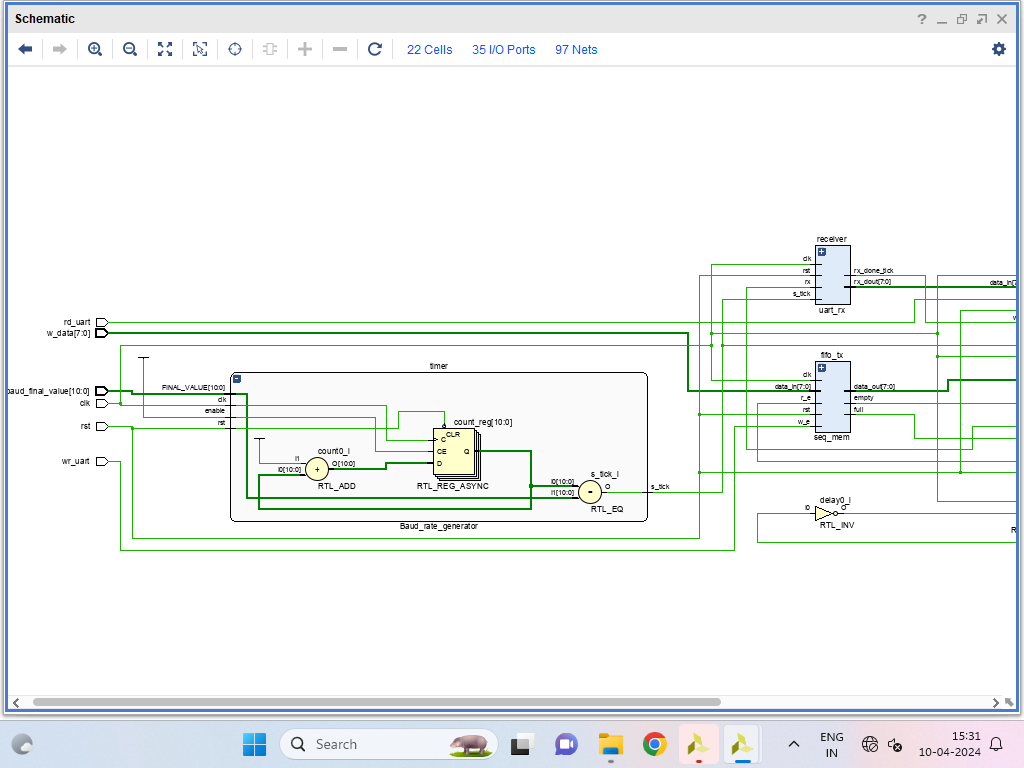 Schematic
22 Cells 35 I/O Ports 97 Nets
receiver
clk
rst
rx
s_tick
rx_done_tick
rx_dout[7:0]
uart_rx
rd_uart
w_data[7:0]
baud_final_value[10:0]
clk
rst
wr_uart
timer
FINAL_VALUE[10:0]
clk
enable
rst
count0_i
I1
I0[10:0]
O[10:0]
RTL_ADD
count_reg[10:0]
CLR
C
CE
D
Q
RTL_REG_ASYNC
s_tick_i
I0[10:0]
I1[10:0]
O
RTL_EQ
s_tick
Baud_rate_generator
fifo_tx
clk
data_in[7:0]
r_e
rst
w_e
data_out[7:0]
empty
full
seq_mem
delay0_i
I0
O
RTL_INV
Search
ENG
IN
15:31
10-04-2024